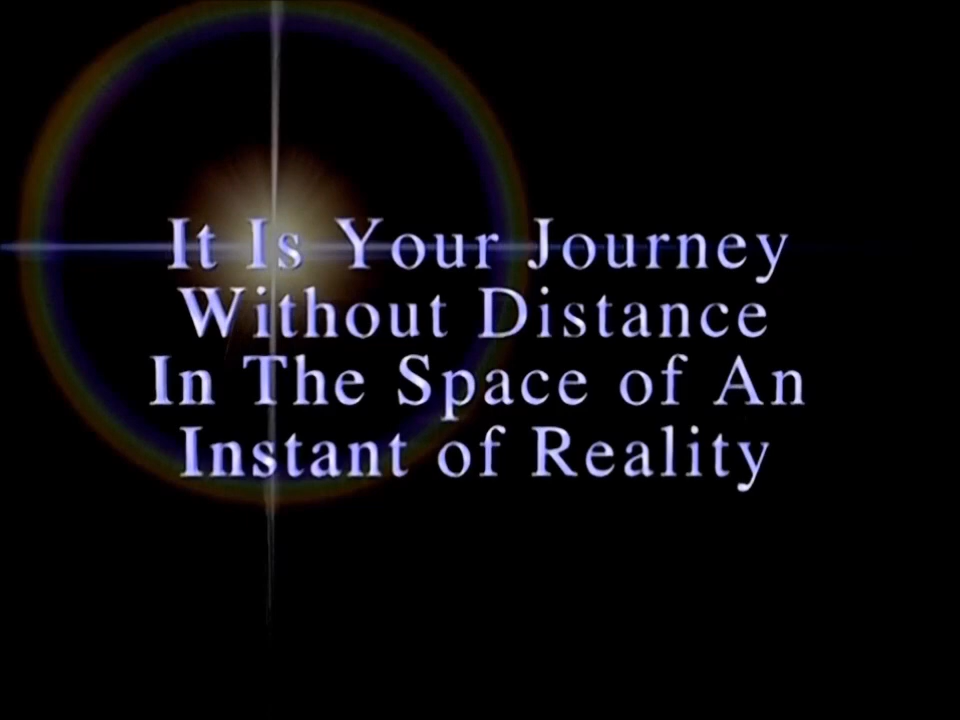 It Is Your Journey
Without Distance
In The Space of An
Instant of Reality